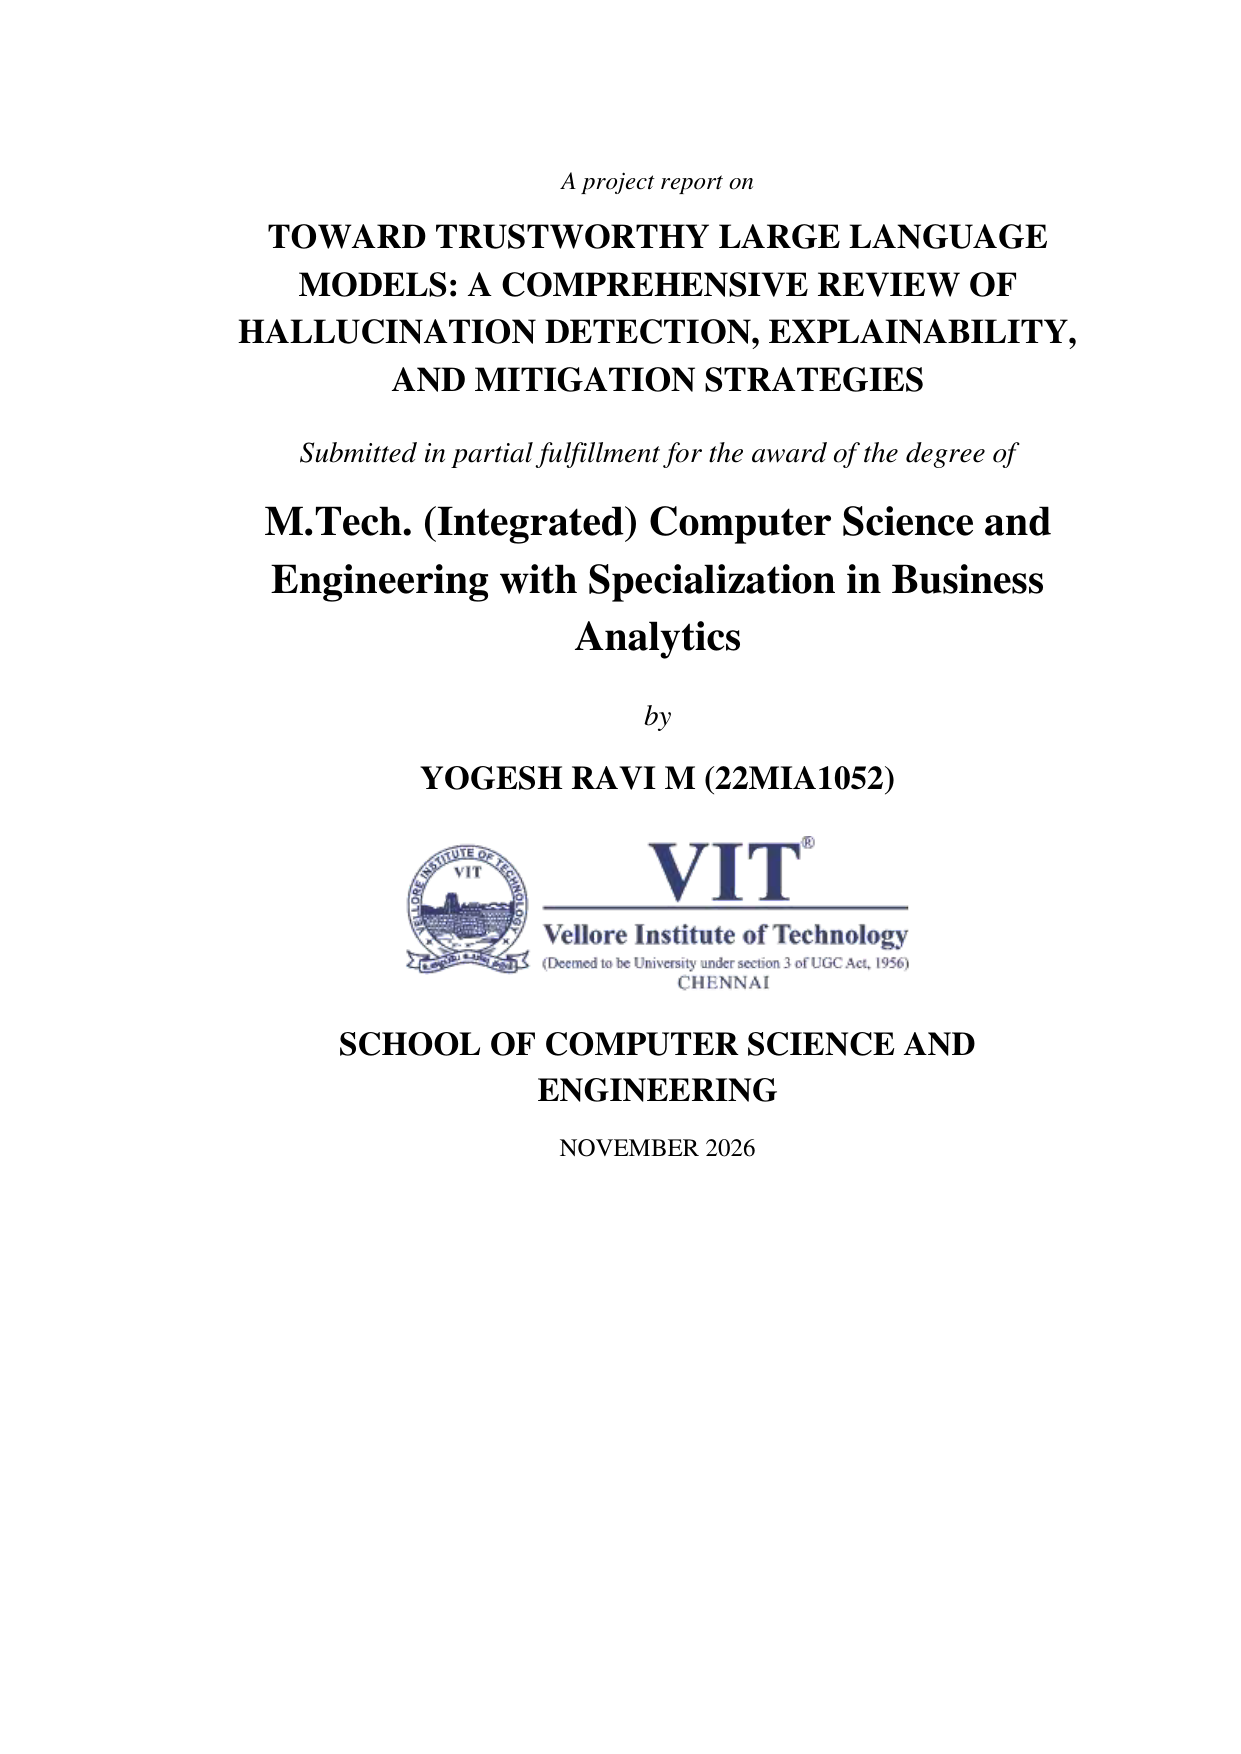 A project report on
TOWARD TRUSTWORTHY LARGE LANGUAGE
MODELS: A COMPREHENSIVE REVIEW OF
HALLUCINATION DETECTION, EXPLAINABILITY,
AND MITIGATION STRATEGIES
Submitted in partial fulfillment for the award of the degree of
M.Tech. (Integrated) Computer Science and
Engineering with Specialization in Business
Analytics
by
YOGESH RAVI M (22MIA1052)
VELLORE INSTITUTE OF TECHNOLOGY
VIT
VIT®
Vellore Institute of Technology
(Deemed to be University under section 3 of UGC Act, 1956)
CHENNAI
SCHOOL OF COMPUTER SCIENCE AND
ENGINEERING
NOVEMBER 2026